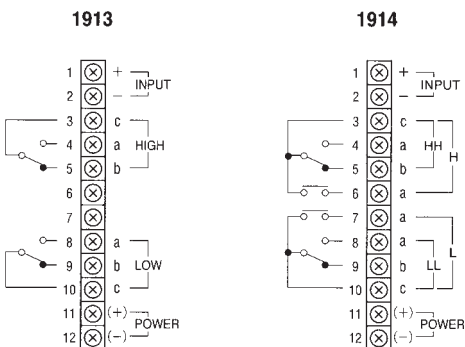 1913
1 +
INPUT
2 −
3 c
4 a HIGH
5 b
6
7
8 a
9 b LOW
10 c
11 (+)
POWER
12 (−)
1914
1 +
INPUT
2 −
3 c
4 a HH
H
5 b
6 a
7 a
8 a
L
9 b LL
10 c
11 (+)
POWER
12 (−)